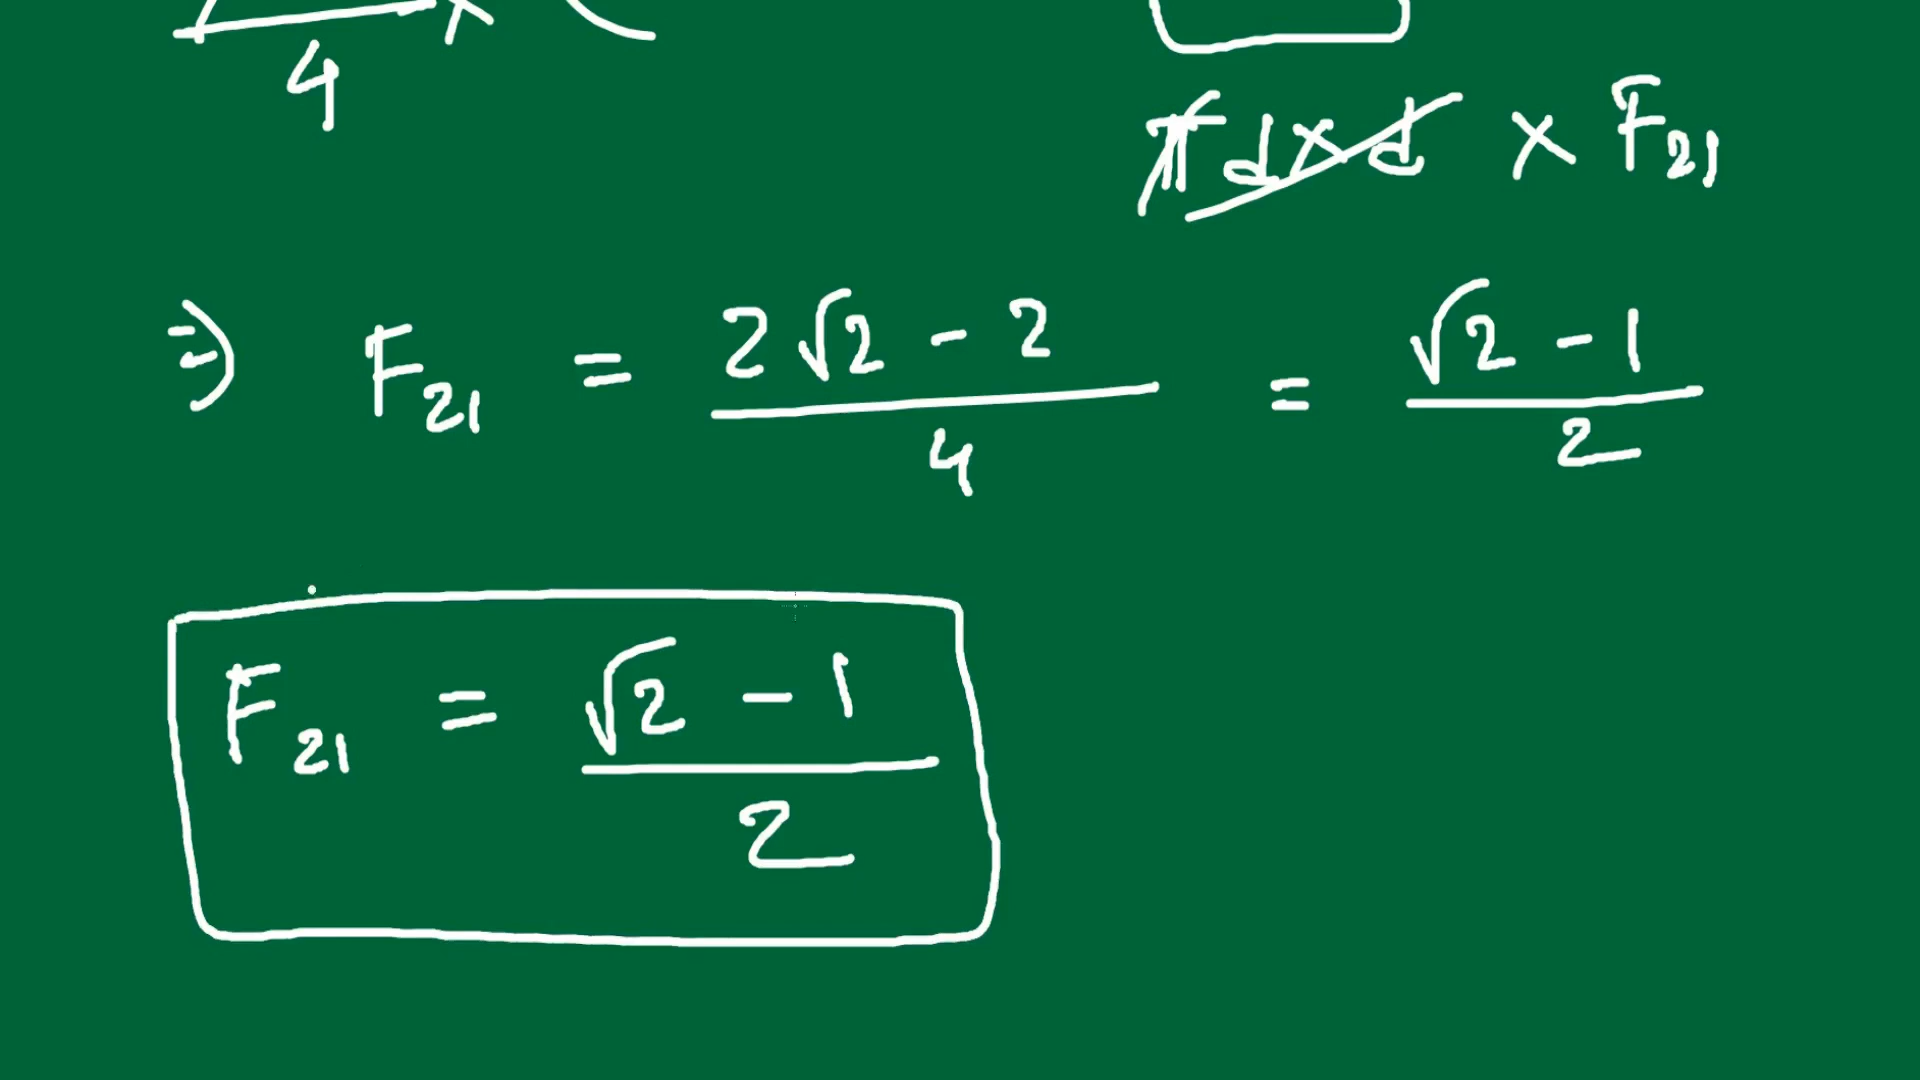 4
πd×d × F₂₁
⇒ F₂₁ = (2√2 - 2)/4 = (√2 - 1)/2
F₂₁ = (√2 - 1)/2